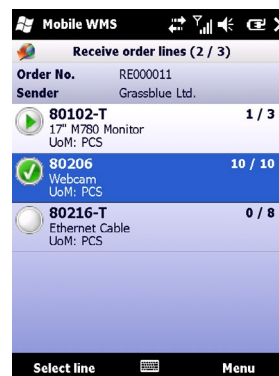 Mobile WMS
Receive order lines (2 / 3)
Order No. RE000011
Sender Grassblue Ltd.
80102-T 1 / 3
17" M780 Monitor
UoM: PCS
80206 10 / 10
Webcam
UoM: PCS
80216-T 0 / 8
Ethernet Cable
UoM: PCS
Select line Menu